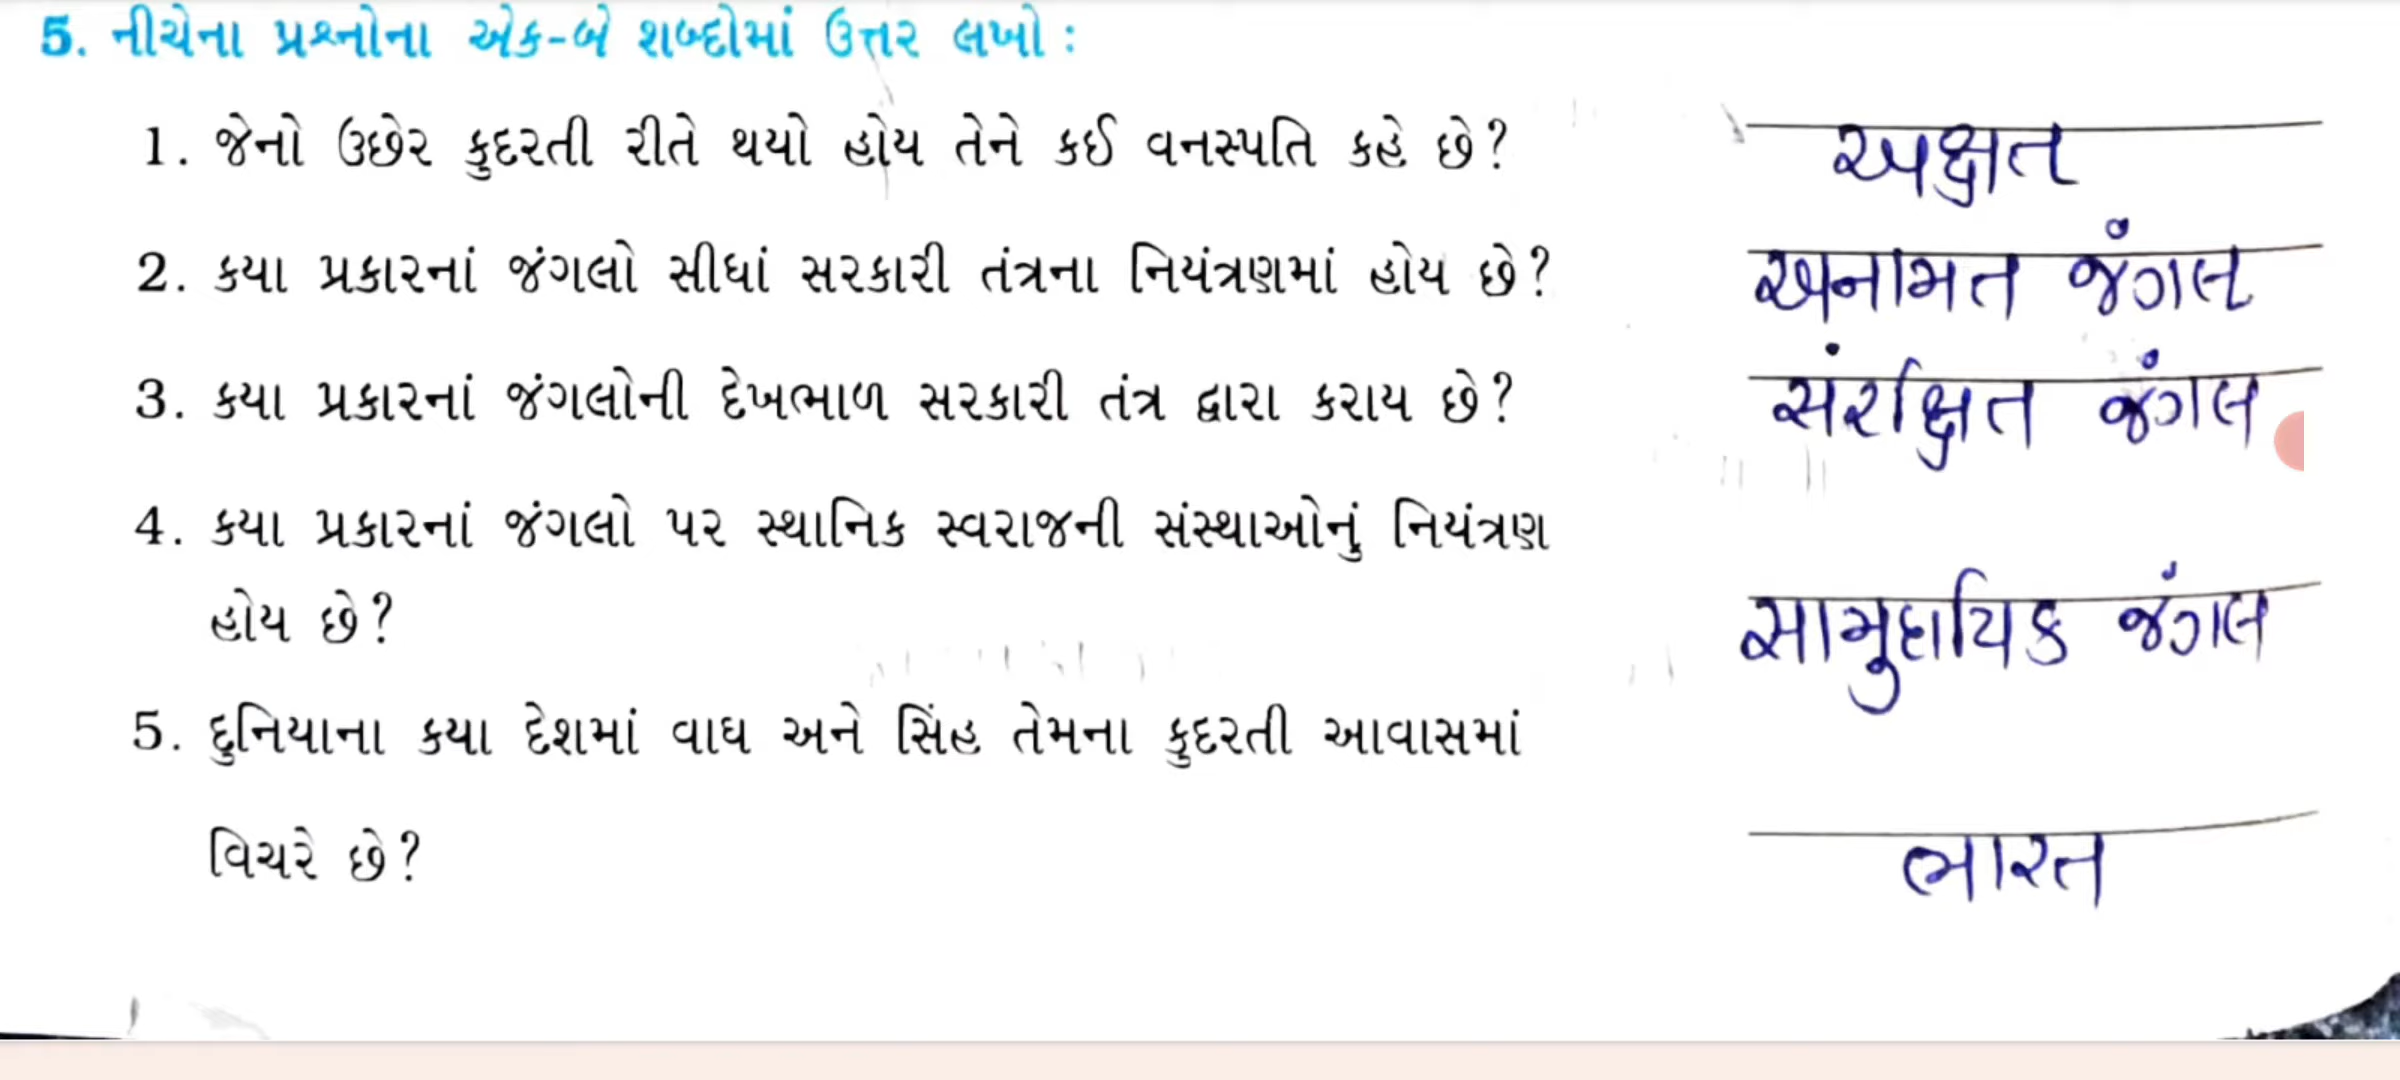 5. નીચેના પ્રશ્નોના એક-બે શબ્દોમાં ઉત્તર લખો :
1. જેનો ઉછેર કુદરતી રીતે થયો હોય તેને કઈ વનસ્પતિ કહે છે? અક્ષત
2. કયા પ્રકારનાં જંગલો સીધાં સરકારી તંત્રના નિયંત્રણમાં હોય છે? અનામત જંગલ
3. કયા પ્રકારનાં જંગલોની દેખભાળ સરકારી તંત્ર દ્વારા કરાય છે? સંરક્ષિત જંગલ
4. કયા પ્રકારનાં જંગલો પર સ્થાનિક સ્વરાજની સંસ્થાઓનું નિયંત્રણ
હોય છે? સામુદાયિક જંગલ
5. દુનિયાના કયા દેશમાં વાઘ અને સિંહ તેમના કુદરતી આવાસમાં
વિચરે છે? ભારત